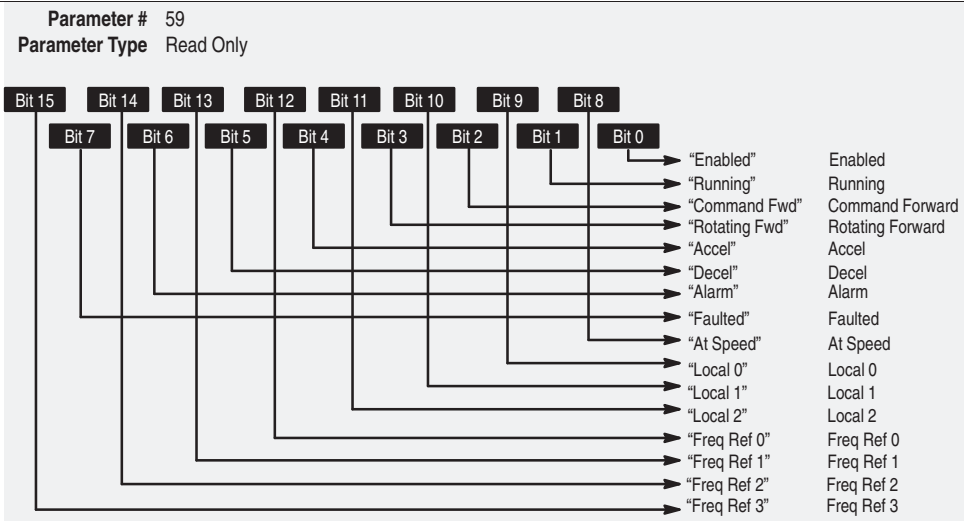 Parameter # 59
Parameter Type Read Only
Bit 15 Bit 14 Bit 13 Bit 12 Bit 11 Bit 10 Bit 9 Bit 8
Bit 7 Bit 6 Bit 5 Bit 4 Bit 3 Bit 2 Bit 1 Bit 0
“Enabled” Enabled
“Running” Running
“Command Fwd” Command Forward
“Rotating Fwd” Rotating Forward
“Accel” Accel
“Decel” Decel
“Alarm” Alarm
“Faulted” Faulted
“At Speed” At Speed
“Local 0” Local 0
“Local 1” Local 1
“Local 2” Local 2
“Freq Ref 0” Freq Ref 0
“Freq Ref 1” Freq Ref 1
“Freq Ref 2” Freq Ref 2
“Freq Ref 3” Freq Ref 3